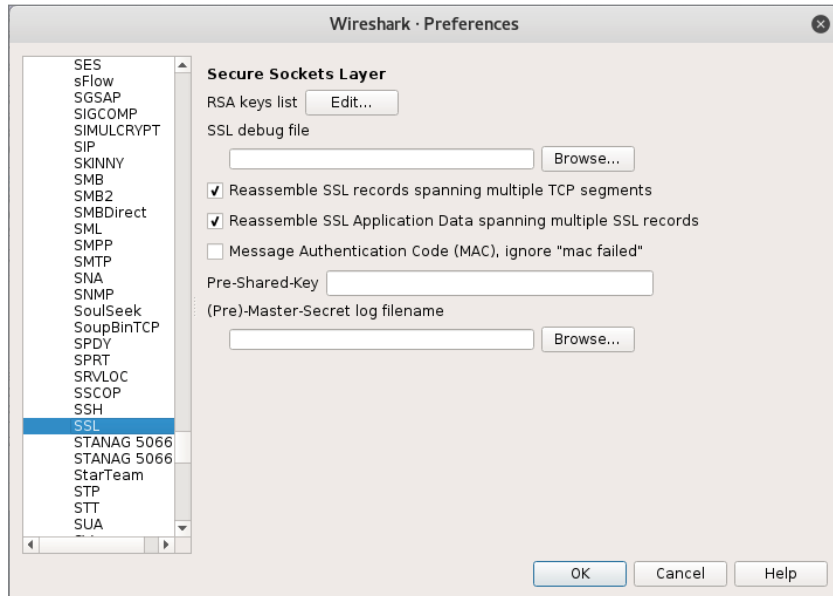 Wireshark · Preferences
SES
sFlow
SGSAP
SIGCOMP
SIMULCRYPT
SIP
SKINNY
SMB
SMB2
SMBDirect
SML
SMPP
SMTP
SNA
SNMP
SoulSeek
SoupBinTCP
SPDY
SPRT
SRVLOC
SSCOP
SSH
SSL
STANAG 5066
STANAG 5066
StarTeam
STP
STT
SUA
Secure Sockets Layer
RSA keys list Edit...
SSL debug file
Browse...
Reassemble SSL records spanning multiple TCP segments
Reassemble SSL Application Data spanning multiple SSL records
Message Authentication Code (MAC), ignore "mac failed"
Pre-Shared-Key
(Pre)-Master-Secret log filename
Browse...
OK Cancel Help